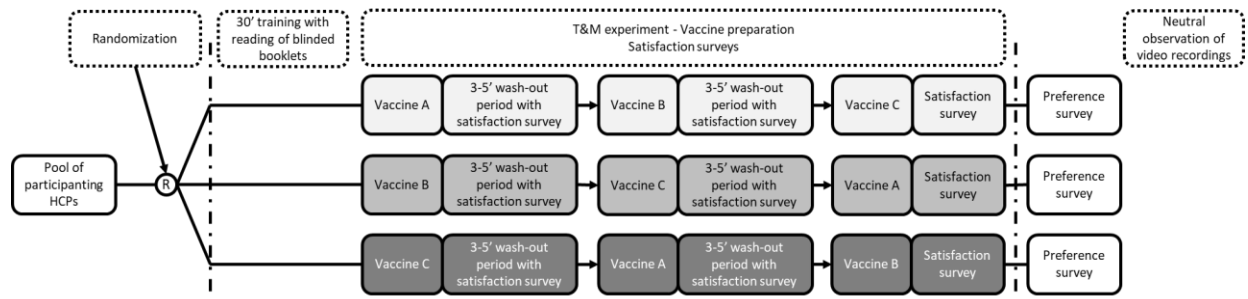 Randomization
30' training with
reading of blinded
booklets
T&M experiment - Vaccine preparation
Satisfaction surveys
Neutral
observation of
video recordings
Vaccine A
3-5' wash-out
period with
satisfaction survey
Vaccine B
3-5' wash-out
period with
satisfaction survey
Vaccine C
Satisfaction
survey
Preference
survey
Pool of
participanting
HCPs
R
Vaccine B
3-5' wash-out
period with
satisfaction survey
Vaccine C
3-5' wash-out
period with
satisfaction survey
Vaccine A
Satisfaction
survey
Preference
survey
Vaccine C
3-5' wash-out
period with
satisfaction survey
Vaccine A
3-5' wash-out
period with
satisfaction survey
Vaccine B
Satisfaction
survey
Preference
survey